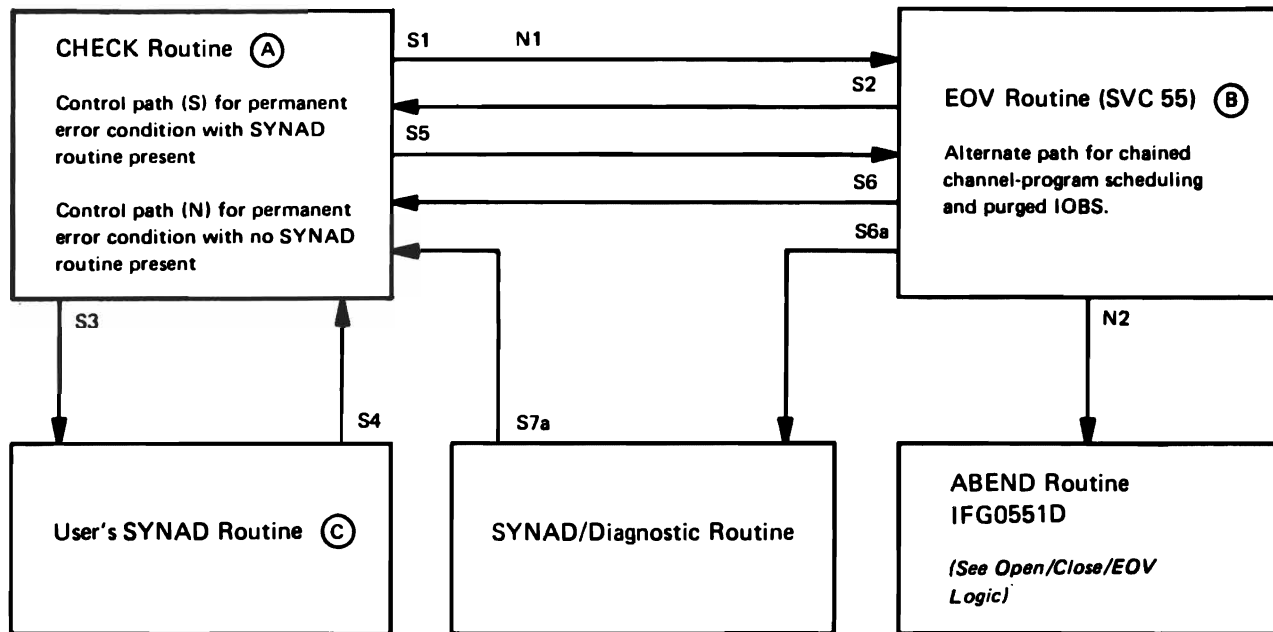 CHECK Routine A
Control path (S) for permanent
error condition with SYNAD
routine present
Control path (N) for permanent
error condition with no SYNAD
routine present
S1 N1
S2
S5
S6
S6a
EOV Routine (SVC 55) B
Alternate path for chained
channel-program scheduling
and purged IOBS.
S3
S4
S7a
N2
User's SYNAD Routine C
SYNAD/Diagnostic Routine
ABEND Routine
IFG0551D
(See Open/Close/EOV
Logic)